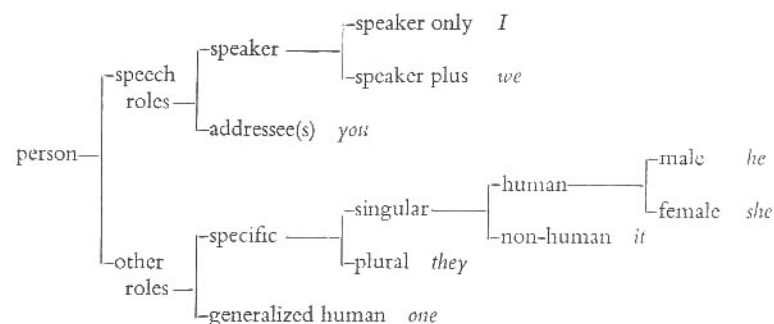 speaker only I
speaker
speech
roles
speaker plus we
addressee(s) you
person
male he
human
singular
female she
specific
non-human it
other
plural they
roles
generalized human one